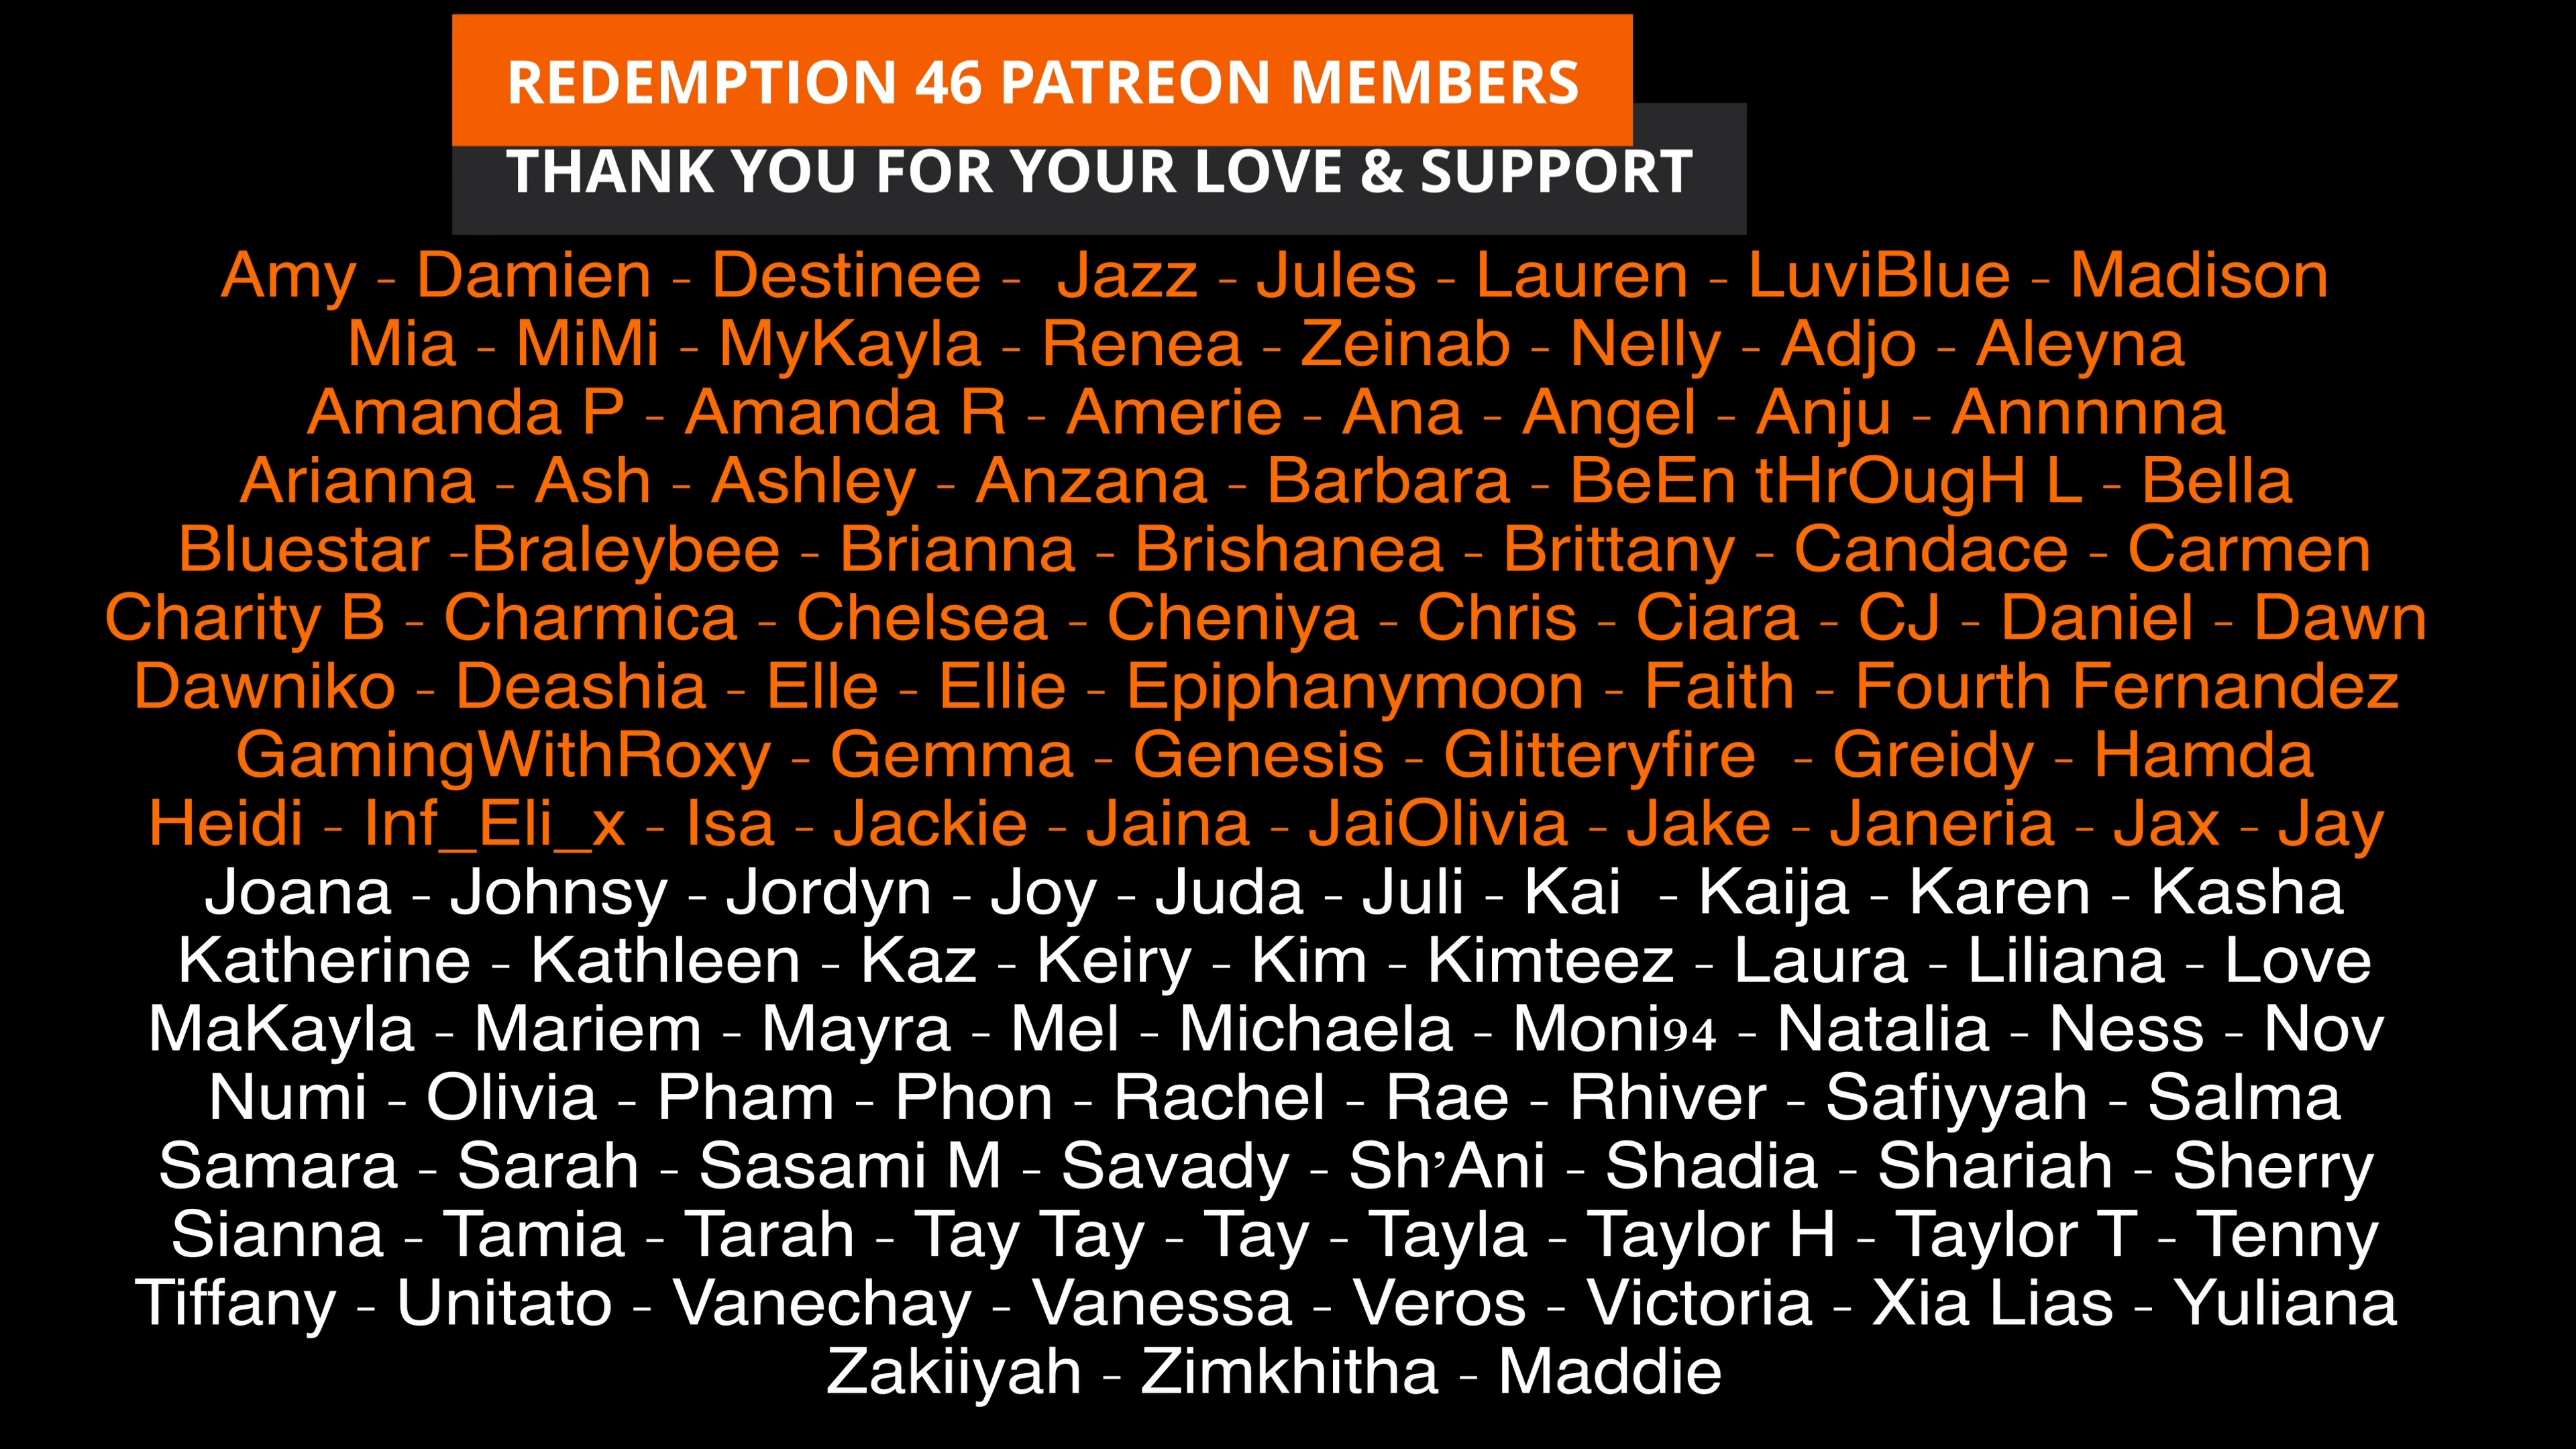 REDEMPTION 46 PATREON MEMBERS
THANK YOU FOR YOUR LOVE & SUPPORT
Amy - Damien - Destinee -  Jazz - Jules - Lauren - LuviBlue - Madison
Mia - MiMi - MyKayla - Renea - Zeinab - Nelly - Adjo - Aleyna
Amanda P - Amanda R - Amerie - Ana - Angel - Anju - Annnnna
Arianna - Ash - Ashley - Anzana - Barbara - BeEn tHrOugH L - Bella
Bluestar -Braleybee - Brianna - Brishanea - Brittany - Candace - Carmen
Charity B - Charmica - Chelsea - Cheniya - Chris - Ciara - CJ - Daniel - Dawn
Dawniko - Deashia - Elle - Ellie - Epiphanymoon - Faith - Fourth Fernandez
GamingWithRoxy - Gemma - Genesis - Glitteryfire  - Greidy - Hamda
Heidi - Inf_Eli_x - Isa - Jackie - Jaina - JaiOlivia - Jake - Janeria - Jax - Jay
Joana - Johnsy - Jordyn - Joy - Juda - Juli - Kai  - Kaija - Karen - Kasha
Katherine - Kathleen - Kaz - Keiry - Kim - Kimteez - Laura - Liliana - Love
MaKayla - Mariem - Mayra - Mel - Michaela - Moni94 - Natalia - Ness - Nov
Numi - Olivia - Pham - Phon - Rachel - Rae - Rhiver - Safiyyah - Salma
Samara - Sarah - Sasami M - Savady - Sh’Ani - Shadia - Shariah - Sherry
Sianna - Tamia - Tarah - Tay Tay - Tay - Tayla - Taylor H - Taylor T - Tenny
Tiffany - Unitato - Vanechay - Vanessa - Veros - Victoria - Xia Lias - Yuliana
Zakiiyah - Zimkhitha - Maddie